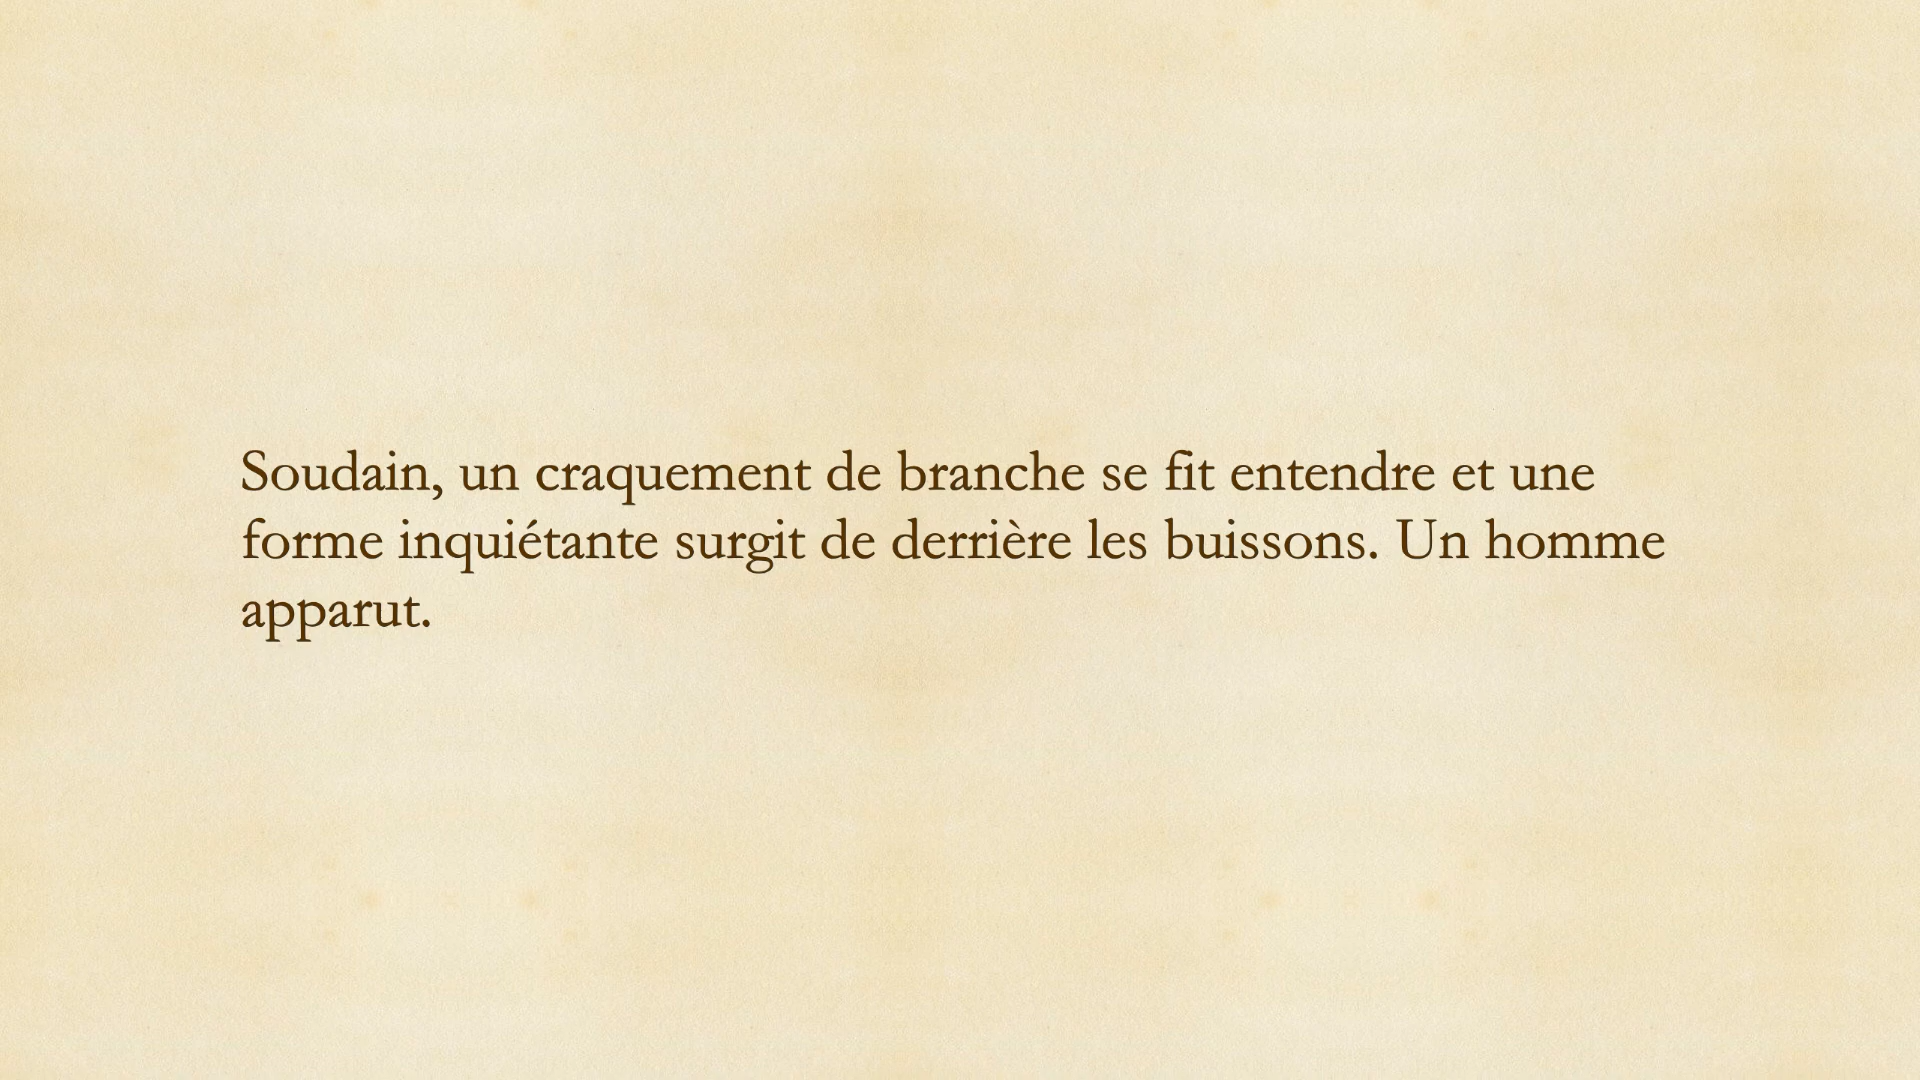 Soudain, un craquement de branche se fit entendre et une
forme inquiétante surgit de derrière les buissons. Un homme
apparut.